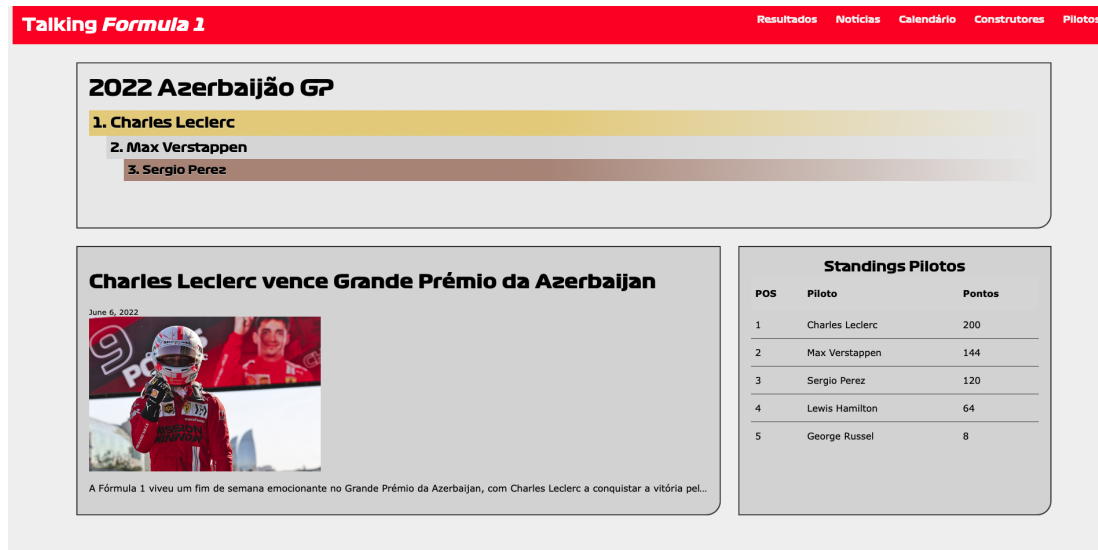 Talking Formula 1
Resultados Notícias Calendário Construtores Pilotos
2022 Azerbaijão GP
1. Charles Leclerc
2. Max Verstappen
3. Sergio Perez
Charles Leclerc vence Grande Prémio da Azerbaijan
June 6, 2022
A Fórmula 1 viveu um fim de semana emocionante no Grande Prémio da Azerbaijan, com Charles Leclerc a conquistar a vitória pel...
Standings Pilotos
POS Piloto Pontos
1 Charles Leclerc 200
2 Max Verstappen 144
3 Sergio Perez 120
4 Lewis Hamilton 64
5 George Russel 8